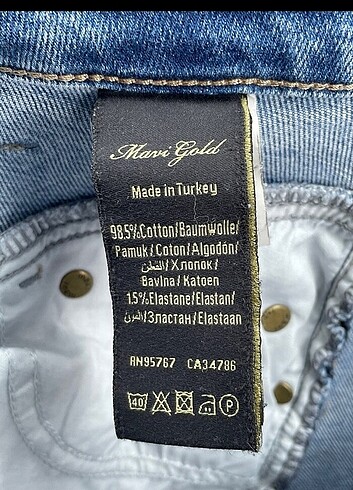 Mavi Gold
Made in Turkey
98.5%Cotton/Baumwolle/
Pamuk/Coton/Algodón/
القطن/Хлопок/
Bavlna/Katoen
1.5%Elastane/Elastan/
المرن/Эластан/Elastaan
RN95767 CA34786
40 P